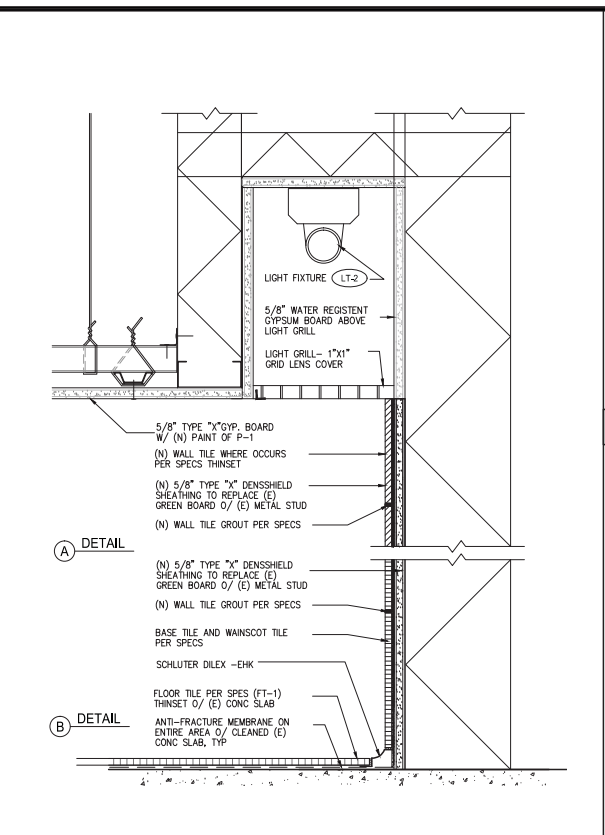 LIGHT FIXTURE LT-2
5/8" WATER REGISTENT
GYPSUM BOARD ABOVE
LIGHT GRILL
LIGHT GRILL- 1"X1"
GRID LENS COVER
5/8" TYPE "X"GYP. BOARD
W/ (N) PAINT OF P-1
(N) WALL TILE WHERE OCCURS
PER SPECS THINSET
(N) 5/8" TYPE "X" DENSSHIELD
SHEATHING TO REPLACE (E)
GREEN BOARD O/ (E) METAL STUD
(N) WALL TILE GROUT PER SPECS
A DETAIL
(N) 5/8" TYPE "X" DENSSHIELD
SHEATHING TO REPLACE (E)
GREEN BOARD O/ (E) METAL STUD
(N) WALL TILE GROUT PER SPECS
BASE TILE AND WAINSCOT TILE
PER SPECS
SCHLUTER DILEX -EHK
FLOOR TILE PER SPES (FT-1)
THINSET O/ (E) CONC SLAB
B DETAIL
ANTI-FRACTURE MEMBRANE ON
ENTIRE AREA O/ CLEANED (E)
CONC SLAB, TYP